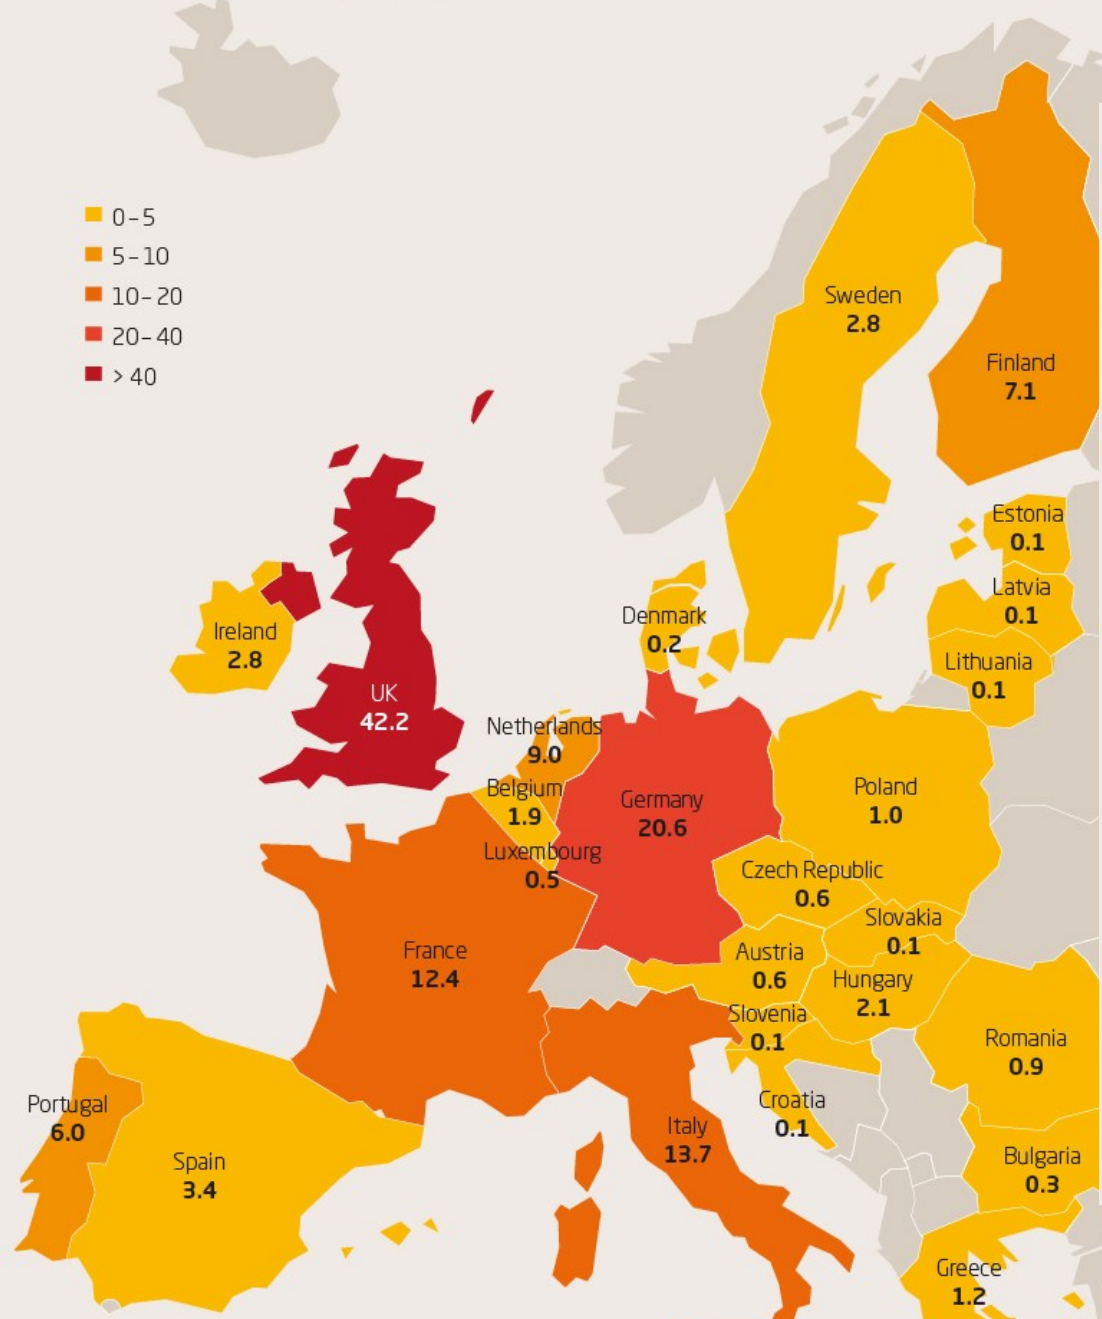 0–5
5–10
10–20
20–40
> 40
Sweden
2.8
Finland
7.1
Estonia
0.1
Latvia
0.1
Lithuania
0.1
Denmark
0.2
Ireland
2.8
UK
42.2
Netherlands
9.0
Belgium
1.9
Luxembourg
0.5
Germany
20.6
Poland
1.0
Czech Republic
0.6
Slovakia
0.1
Austria
0.6
Hungary
2.1
Slovenia
0.1
France
12.4
Romania
0.9
Croatia
0.1
Portugal
6.0
Spain
3.4
Italy
13.7
Bulgaria
0.3
Greece
1.2